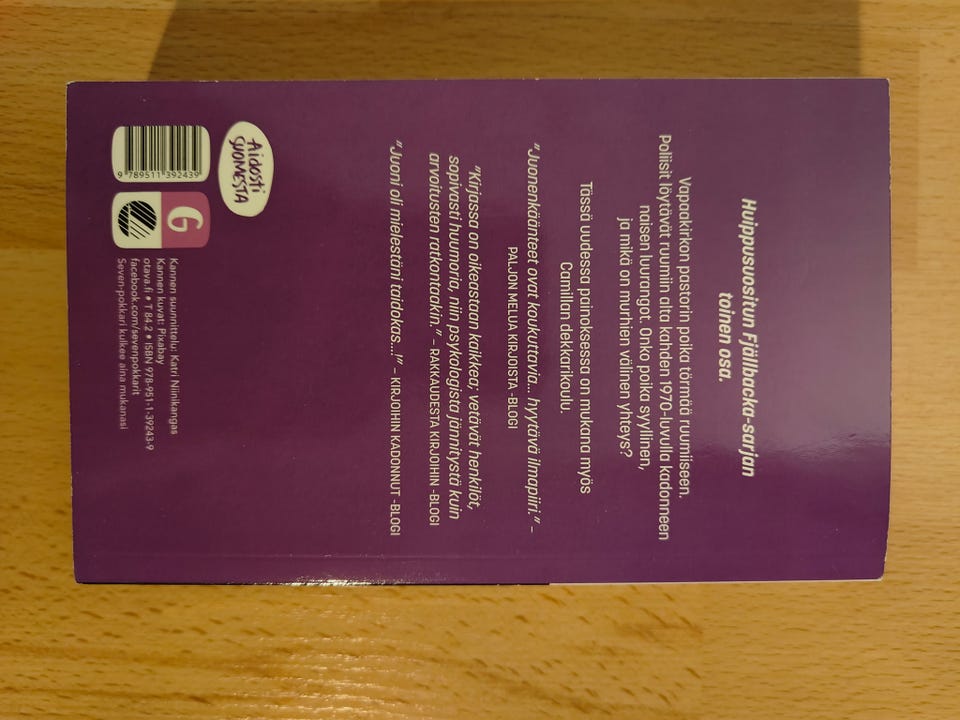 Huippusuositun Fjällbacka-sarjan
toinen osa.
Vapaakirkon pastorin poika törmää ruumiiseen.
Poliisit löytävät ruumiin alta kahden 1970-luvulla kadonneen
naisen luurangot. Onko poika syyllinen,
ja mikä on murhien välinen yhteys?
Tässä uudessa painoksessa on mukana myös
Camillan dekkarikoulu.
"Juonenkäänteet ovat koukuttavia... hyytävä ilmapiiri." –
PALJON MELUA KIRJOISTA -BLOGI
"Kirjassa on oikeastaan kaikkea; vetävät henkilöt,
sopivasti huumoria, niin psykologista jännitystä kuin
arvoitusten ratkontaakin." – RAKKAUDESTA KIRJOIHIN -BLOGI
"Juoni oli mielestäni taidokas...!" – KIRJOIHIN KADONNUT -BLOGI
Aidosti
SUOMESTA
9 789511 392439
G
Kannen suunnittelu: Katri Niinikangas
Kannen kuvat: Pixabay
otava.fi • T 84.2 • ISBN 978-951-1-39243-9
facebook.com/sevenpokkarit
Seven-pokkari kulkee aina mukanasi